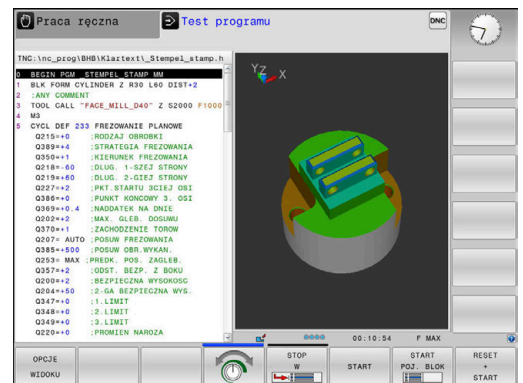 Praca ręczna
Test programu
DNC
TNC:\nc_prog\BHB\Klartext\_Stempel_stamp.h
0 BEGIN PGM _STEMPEL_STAMP MM
1 BLK FORM CYLINDER Z R30 L60 DIST+2
2 ;ANY COMMENT
3 TOOL CALL "FACE_MILL_D40" Z S2000 F1000
4 M3
5 CYCL DEF 233 FREZOWANIE PLANOWE
Q215=+0 ;RODZAJ OBROBKI
Q389=+4 ;STRATEGIA FREZOWANIA
Q350=+1 ;KIERUNEK FREZOWANIA
Q218=-60 ;DLUG. 1-SZEJ STRONY
Q219=+60 ;DLUG. 2-GIEJ STRONY
Q227=+2 ;PKT.STARTU 3CIEJ OSI
Q386=+0 ;PUNKT KONCOWY 3. OSI
Q369=+0.4 ;NADDATEK NA DNIE
Q202=+2 ;MAX. GLEB. DOSUWU
Q370=+1 ;ZACHODZENIE TOROW
Q207= AUTO ;POSUW FREZOWANIA
Q385=+500 ;POSUW OBR.WYKAN.
Q253= MAX ;PREDK. POS. ZAGLEB.
Q357=+2 ;ODST. BEZP. Z BOKU
Q200=+2 ;BEZPIECZNA WYSOKOSC
Q204=+50 ;2-GA BEZPIECZNA WYS.
Q347=+0 ;1.LIMIT
Q348=+0 ;2.LIMIT
Q349=+0 ;3.LIMIT
Q220=+0 ;PROMIEN NAROZA
Y Z X
00:10:54 F MAX
OPCJE
WIDOKU
STOP
W
START
START
POJ. BLOK
RESET
+
START